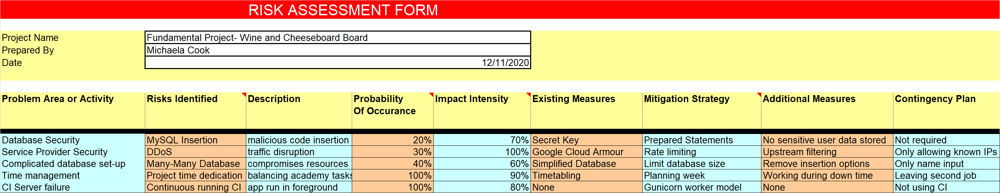 RISK ASSESSMENT FORM
Project Name Fundamental Project- Wine and Cheeseboard Board
Prepared By Michaela Cook
Date 12/11/2020
Problem Area or Activity Risks Identified Description Probability Impact Intensity Existing Measures Mitigation Strategy Additional Measures Contingency Plan
Of Occurance
Database Security MySQL Insertion malicious code insertion 20% 70% Secret Key Prepared Statements No sensitive user data stored Not required
Service Provider Security DDoS traffic disruption 30% 100% Google Cloud Armour Rate limiting Upstream filtering Only allowing known IPs
Complicated database set-up Many-Many Database compromises resources 40% 60% Simplified Database Limit database size Remove insertion options Only name input
Time management Project time dedication balancing academy tasks 100% 90% Timetabling Planning week Working during down time Leaving second job
CI Server failure Continuous running CI app run in foreground 100% 80% None Gunicorn worker model None Not using CI